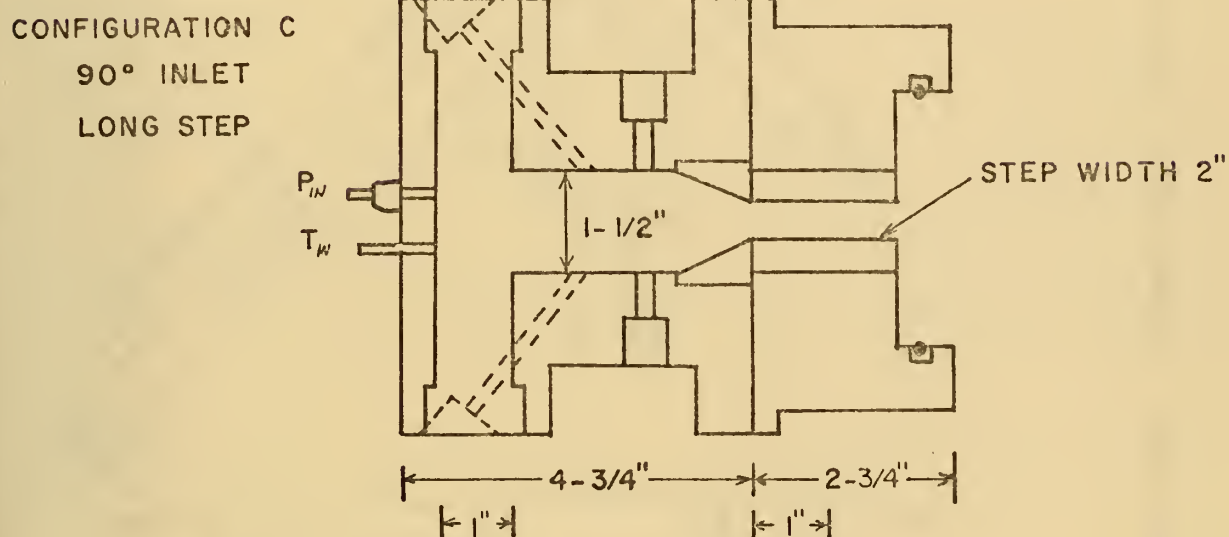 CONFIGURATION C
90° INLET
LONG STEP
P_IN
T_W
STEP WIDTH 2"
1-1/2"
4-3/4"
2-3/4"
1"
1"